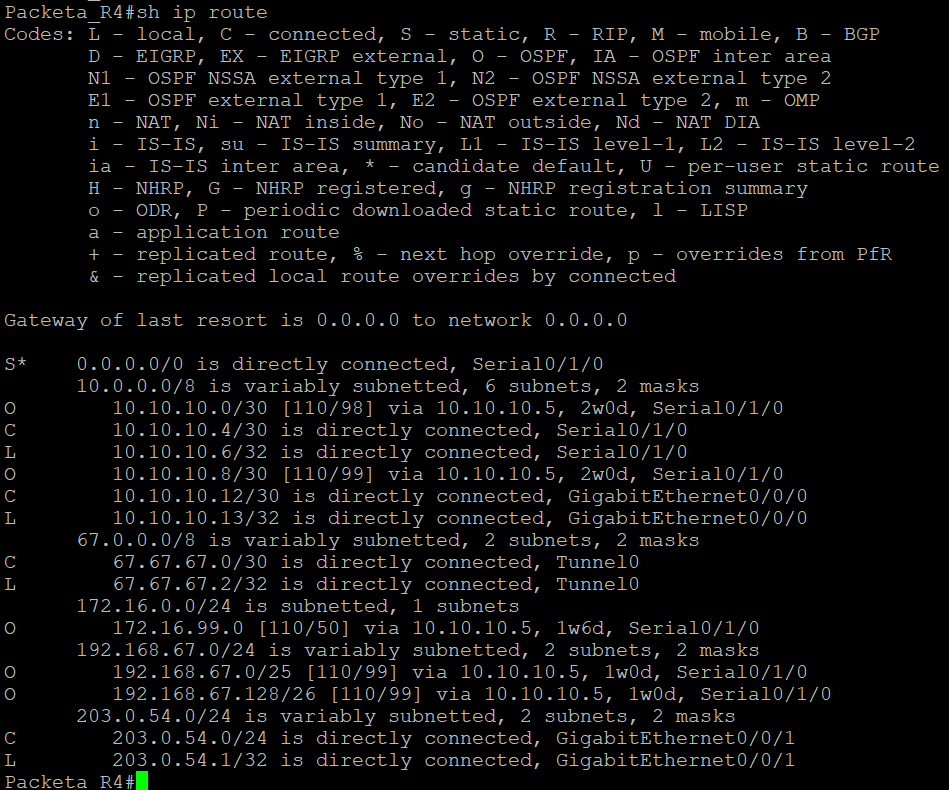 Packeta_R4#sh ip route
Codes: L - local, C - connected, S - static, R - RIP, M - mobile, B - BGP
       D - EIGRP, EX - EIGRP external, O - OSPF, IA - OSPF inter area
       N1 - OSPF NSSA external type 1, N2 - OSPF NSSA external type 2
       E1 - OSPF external type 1, E2 - OSPF external type 2, m - OMP
       n - NAT, Ni - NAT inside, No - NAT outside, Nd - NAT DIA
       i - IS-IS, su - IS-IS summary, L1 - IS-IS level-1, L2 - IS-IS level-2
       ia - IS-IS inter area, * - candidate default, U - per-user static route
       H - NHRP, G - NHRP registered, g - NHRP registration summary
       o - ODR, P - periodic downloaded static route, l - LISP
       a - application route
       + - replicated route, % - next hop override, p - overrides from PfR
       & - replicated local route overrides by connected

Gateway of last resort is 0.0.0.0 to network 0.0.0.0

S*    0.0.0.0/0 is directly connected, Serial0/1/0
      10.0.0.0/8 is variably subnetted, 6 subnets, 2 masks
O        10.10.10.0/30 [110/98] via 10.10.10.5, 2w0d, Serial0/1/0
C        10.10.10.4/30 is directly connected, Serial0/1/0
L        10.10.10.6/32 is directly connected, Serial0/1/0
O        10.10.10.8/30 [110/99] via 10.10.10.5, 2w0d, Serial0/1/0
C        10.10.10.12/30 is directly connected, GigabitEthernet0/0/0
L        10.10.10.13/32 is directly connected, GigabitEthernet0/0/0
      67.0.0.0/8 is variably subnetted, 2 subnets, 2 masks
C        67.67.67.0/30 is directly connected, Tunnel0
L        67.67.67.2/32 is directly connected, Tunnel0
      172.16.0.0/24 is subnetted, 1 subnets
O        172.16.99.0 [110/50] via 10.10.10.5, 1w6d, Serial0/1/0
      192.168.67.0/24 is variably subnetted, 2 subnets, 2 masks
O        192.168.67.0/25 [110/99] via 10.10.10.5, 1w0d, Serial0/1/0
O        192.168.67.128/26 [110/99] via 10.10.10.5, 1w0d, Serial0/1/0
      203.0.54.0/24 is variably subnetted, 2 subnets, 2 masks
C        203.0.54.0/24 is directly connected, GigabitEthernet0/0/1
L        203.0.54.1/32 is directly connected, GigabitEthernet0/0/1
Packeta_R4#